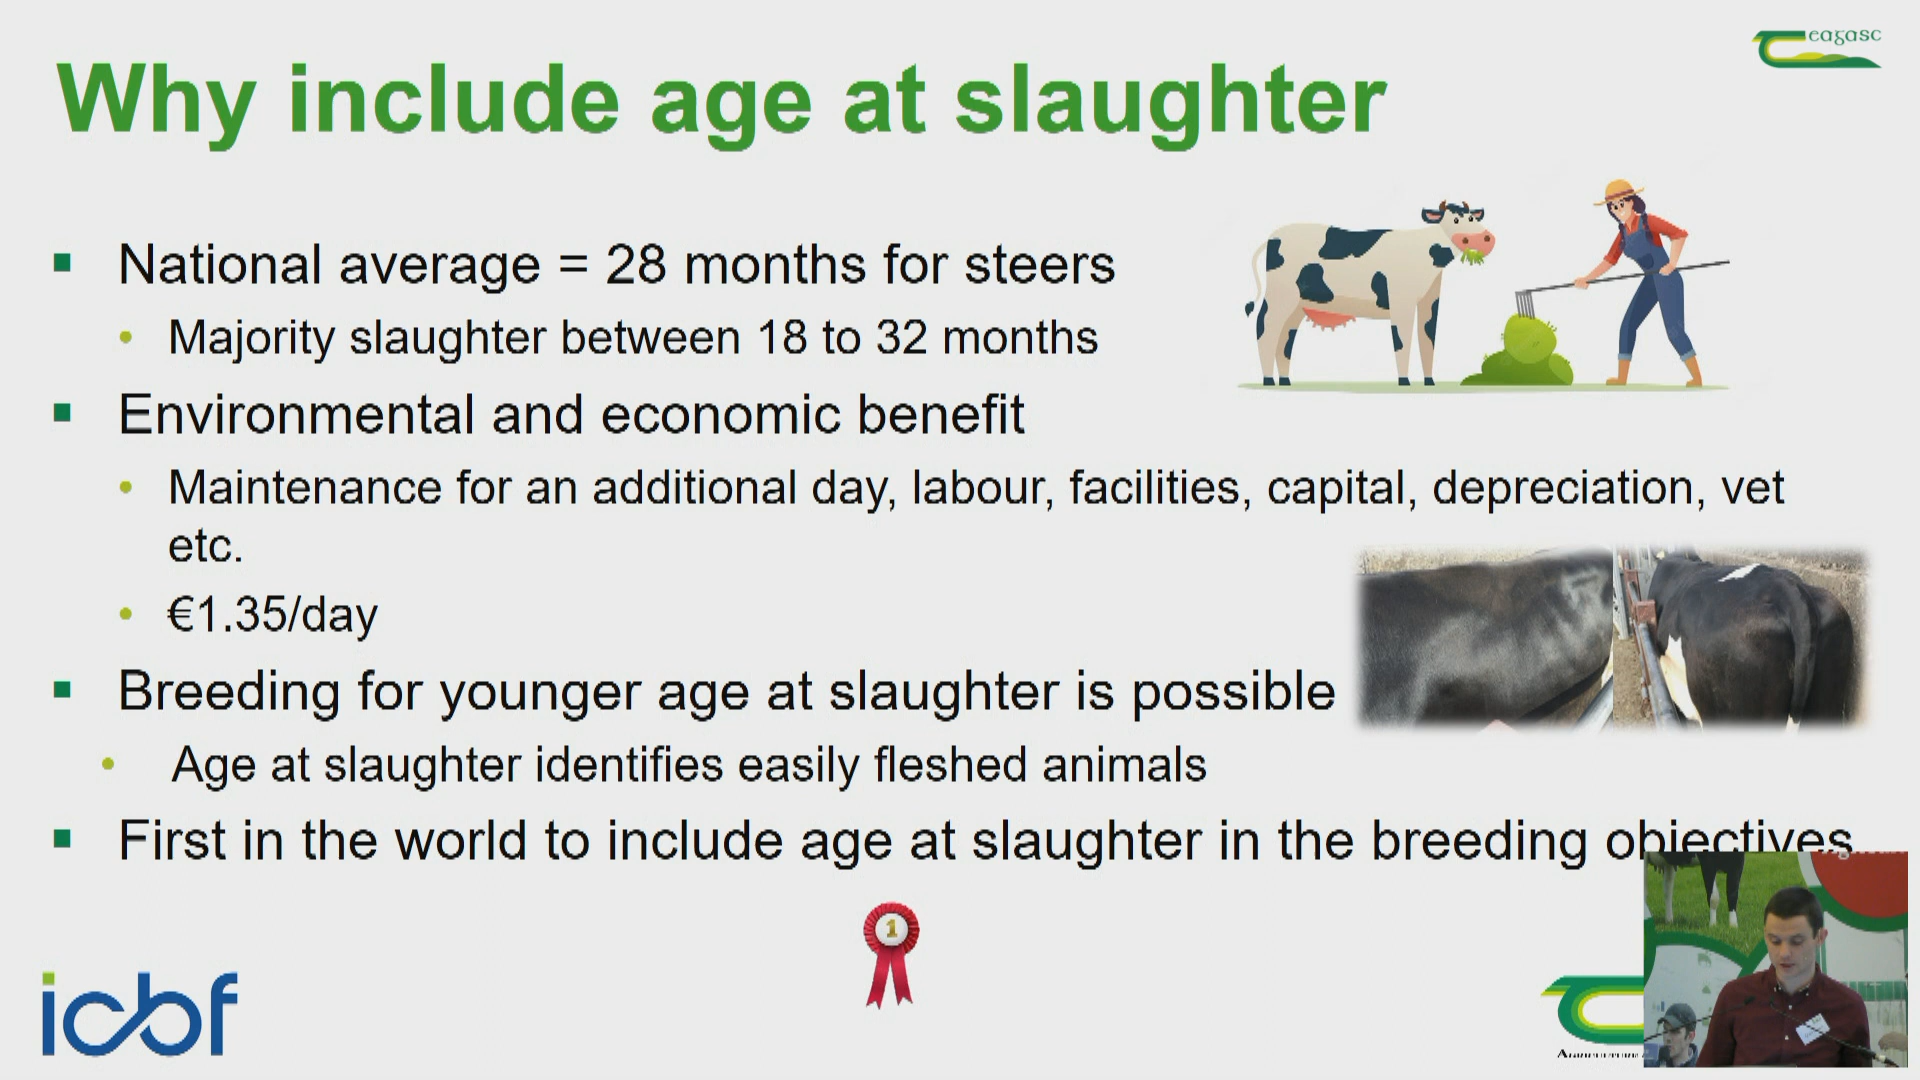 eagasc
Why include age at slaughter
National average = 28 months for steers
Majority slaughter between 18 to 32 months
Environmental and economic benefit
Maintenance for an additional day, labour, facilities, capital, depreciation, vet
etc.
€1.35/day
Breeding for younger age at slaughter is possible
Age at slaughter identifies easily fleshed animals
First in the world to include age at slaughter in the breeding objectives
1
icbf